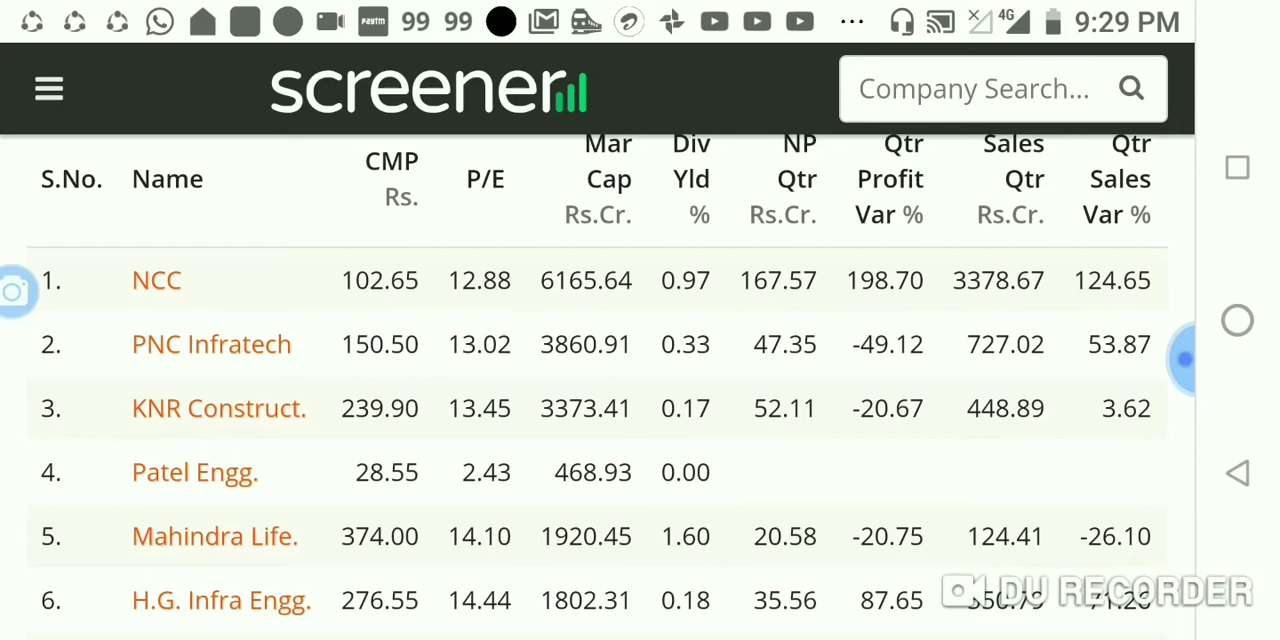 paytm 99 99 ... 4G 9:29 PM
screener Company Search...
S.No. Name CMP Rs. P/E Mar Cap Rs.Cr. Div Yld % NP Qtr Rs.Cr. Qtr Profit Var % Sales Qtr Rs.Cr. Qtr Sales Var %
1. NCC 102.65 12.88 6165.64 0.97 167.57 198.70 3378.67 124.65
2. PNC Infratech 150.50 13.02 3860.91 0.33 47.35 -49.12 727.02 53.87
3. KNR Construct. 239.90 13.45 3373.41 0.17 52.11 -20.67 448.89 3.62
4. Patel Engg. 28.55 2.43 468.93 0.00
5. Mahindra Life. 374.00 14.10 1920.45 1.60 20.58 -20.75 124.41 -26.10
6. H.G. Infra Engg. 276.55 14.44 1802.31 0.18 35.56 87.65
DU RECORDER